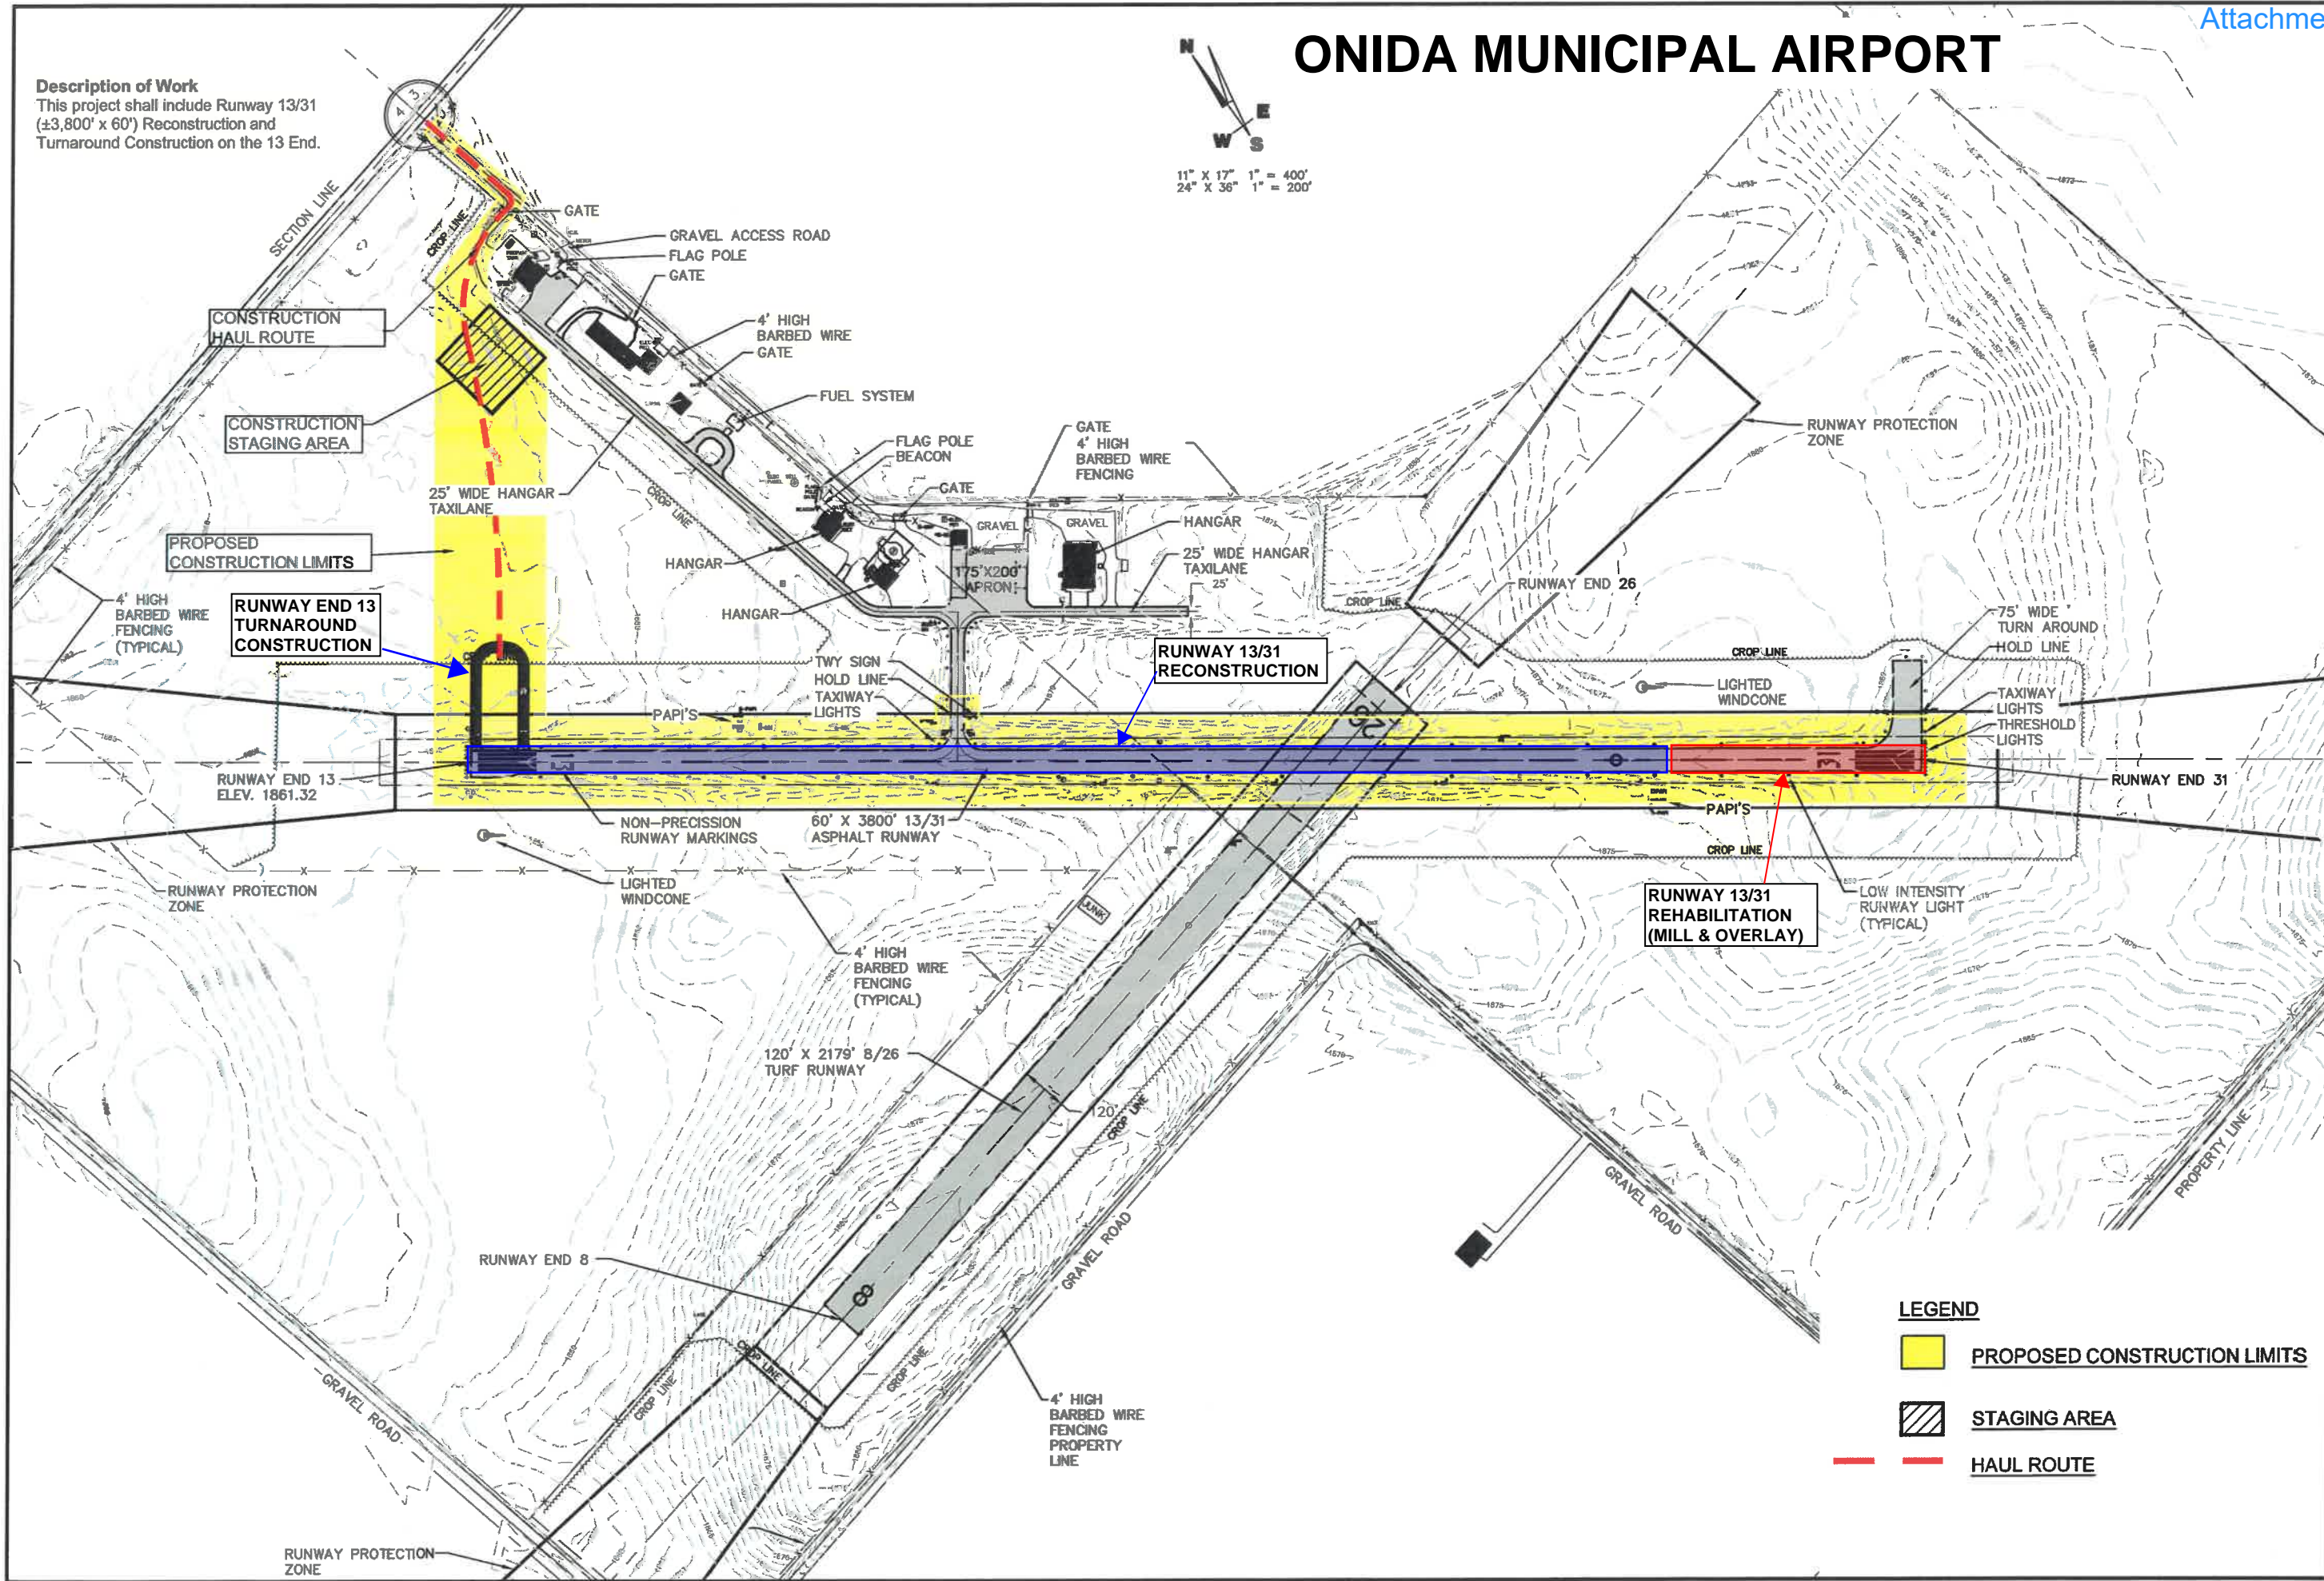 Attachme
ONIDA MUNICIPAL AIRPORT
Description of Work
This project shall include Runway 13/31
(±3,800' x 60') Reconstruction and
Turnaround Construction on the 13 End.
N
E
W
S
11" X 17" 1" = 400'
24" X 36" 1" = 200'
4
3
SECTION LINE
CROP LINE
GATE
GRAVEL ACCESS ROAD
FLAG POLE
GATE
CONSTRUCTION
HAUL ROUTE
4' HIGH
BARBED WIRE
GATE
FUEL SYSTEM
CONSTRUCTION
STAGING AREA
FLAG POLE
BEACON
GATE
GATE
4' HIGH
BARBED WIRE
FENCING
RUNWAY PROTECTION
ZONE
25' WIDE HANGAR
TAXILANE
CROP LINE
GRAVEL
GRAVEL
HANGAR
PROPOSED
CONSTRUCTION LIMITS
HANGAR
175'X200'
APRON
25' WIDE HANGAR
TAXILANE
25'
RUNWAY END 26
4' HIGH
BARBED WIRE
FENCING
(TYPICAL)
RUNWAY END 13
TURNAROUND
CONSTRUCTION
HANGAR
CROP LINE
75' WIDE
TURN AROUND
HOLD LINE
TWY SIGN
HOLD LINE
TAXIWAY
LIGHTS
RUNWAY 13/31
RECONSTRUCTION
CROP LINE
LIGHTED
WINDCONE
TAXIWAY
LIGHTS
THRESHOLD
LIGHTS
PAPI'S
26
31
RUNWAY END 13
ELEV. 1861.32
RUNWAY END 31
NON-PRECISSION
RUNWAY MARKINGS
60' X 3800' 13/31
ASPHALT RUNWAY
PAPI'S
CROP LINE
LIGHTED
WINDCONE
RUNWAY PROTECTION
ZONE
JUNK
RUNWAY 13/31
REHABILITATION
(MILL & OVERLAY)
LOW INTENSITY
RUNWAY LIGHT
(TYPICAL)
4' HIGH
BARBED WIRE
FENCING
(TYPICAL)
120' X 2179' 8/26
TURF RUNWAY
120'
CROP LINE
GRAVEL ROAD
PROPERTY LINE
RUNWAY END 8
8
GRAVEL ROAD
CROP LINE
CROP LINE
CROP LINE
GRAVEL ROAD
4' HIGH
BARBED WIRE
FENCING
PROPERTY
LINE
RUNWAY PROTECTION
ZONE
LEGEND
PROPOSED CONSTRUCTION LIMITS
STAGING AREA
HAUL ROUTE